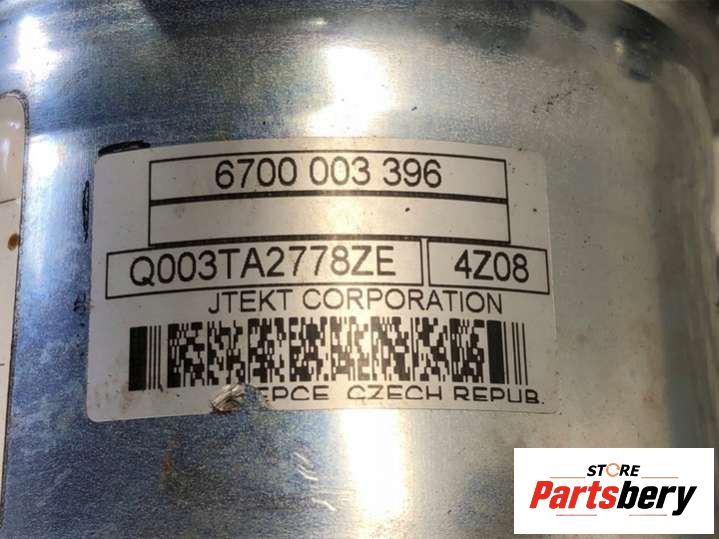 6700 003 396
Q003TA2778ZE 4Z08
JTEKT CORPORATION
CZECH REPUB.
STORE
Partsbery